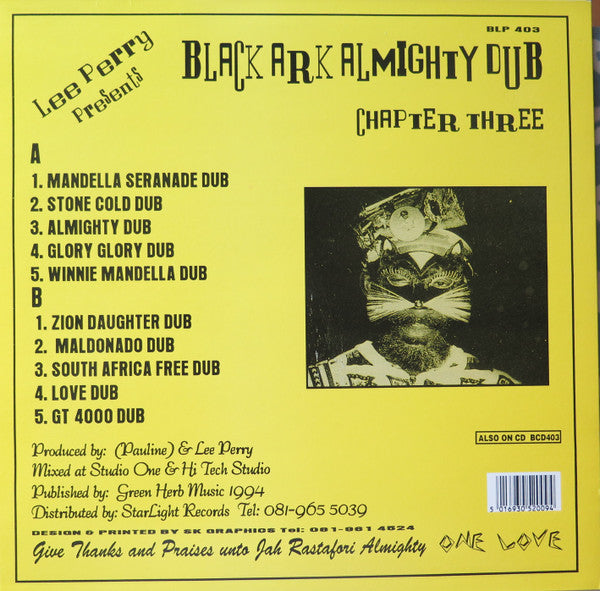 BLP 403
Lee Perry
Presents
BLACK ARK ALMIGHTY DUB
CHAPTER THREE
A
1. MANDELLA SERANADE DUB
2. STONE COLD DUB
3. ALMIGHTY DUB
4. GLORY GLORY DUB
5. WINNIE MANDELLA DUB
B
1. ZION DAUGHTER DUB
2. MALDONADO DUB
3. SOUTH AFRICA FREE DUB
4. LOVE DUB
5. GT 4000 DUB
ALSO ON CD BCD403
Produced by: (Pauline) & Lee Perry
Mixed at Studio One & Hi Tech Studio
Published by: Green Herb Music 1994
Distributed by: StarLight Records Tel: 081-965 5039
5 016930 520094
DESIGN & PRINTED BY SK GRAPHICS Tel: 081-961 4524
Give Thanks and Praises unto Jah Rastafori Almighty
ONE LOVE